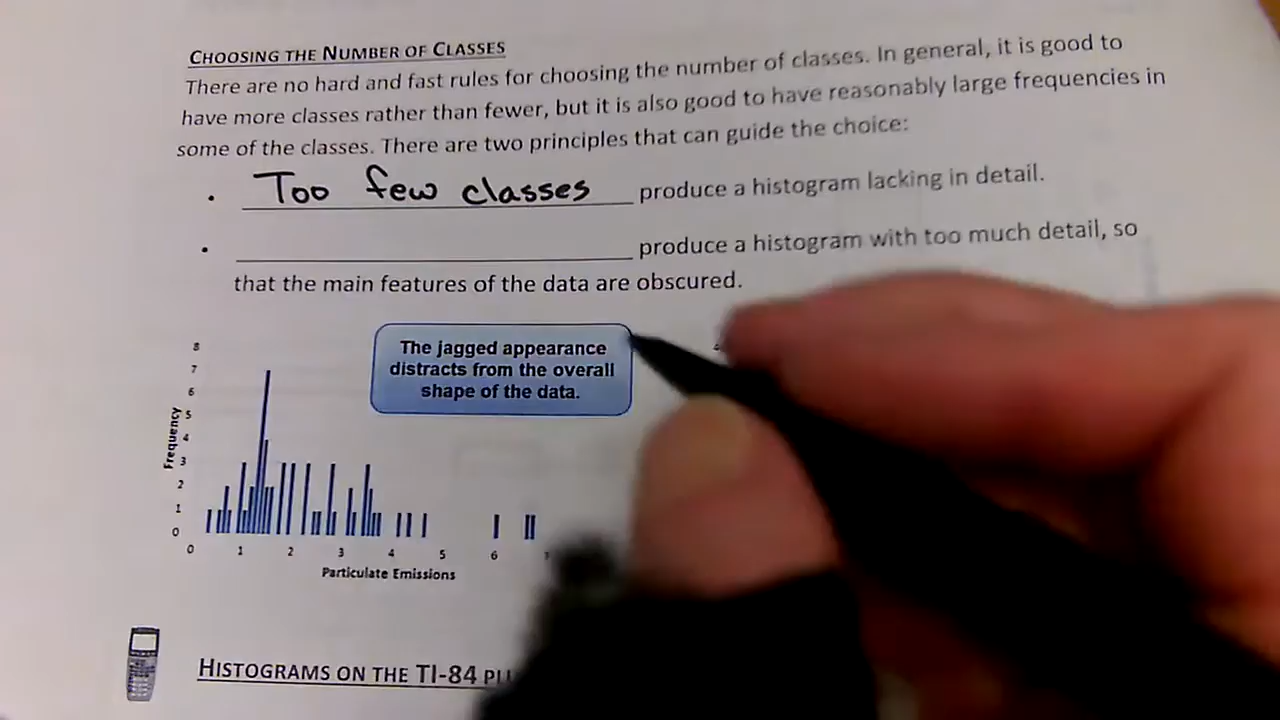 CHOOSING THE NUMBER OF CLASSES
There are no hard and fast rules for choosing the number of classes. In general, it is good to
have more classes rather than fewer, but it is also good to have reasonably large frequencies in
some of the classes. There are two principles that can guide the choice:
• Too few classes produce a histogram lacking in detail.
• produce a histogram with too much detail, so
that the main features of the data are obscured.
The jagged appearance
distracts from the overall
shape of the data.
Frequency
8
7
6
5
4
3
2
1
0
0 1 2 3 4 5 6
Particulate Emissions
HISTOGRAMS ON THE TI-84